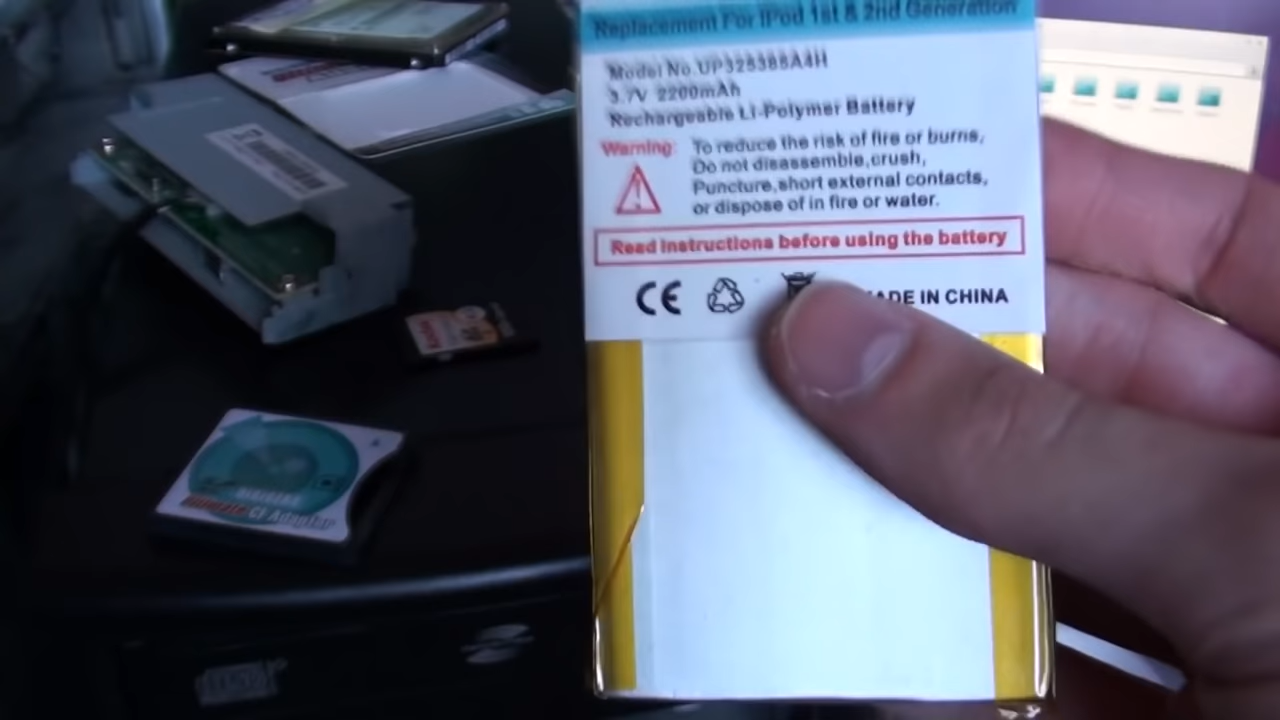 Replacement For iPod 1st & 2nd Generation
Model No.UP325385A4H
3.7V 2200mAh
Rechargeable Li-Polymer Battery
Warning: To reduce the risk of fire or burns,
Do not disassemble,crush,
Puncture,short external contacts,
or dispose of in fire or water.
Read instructions before using the battery
CE
ADE IN CHINA
CF Adapter